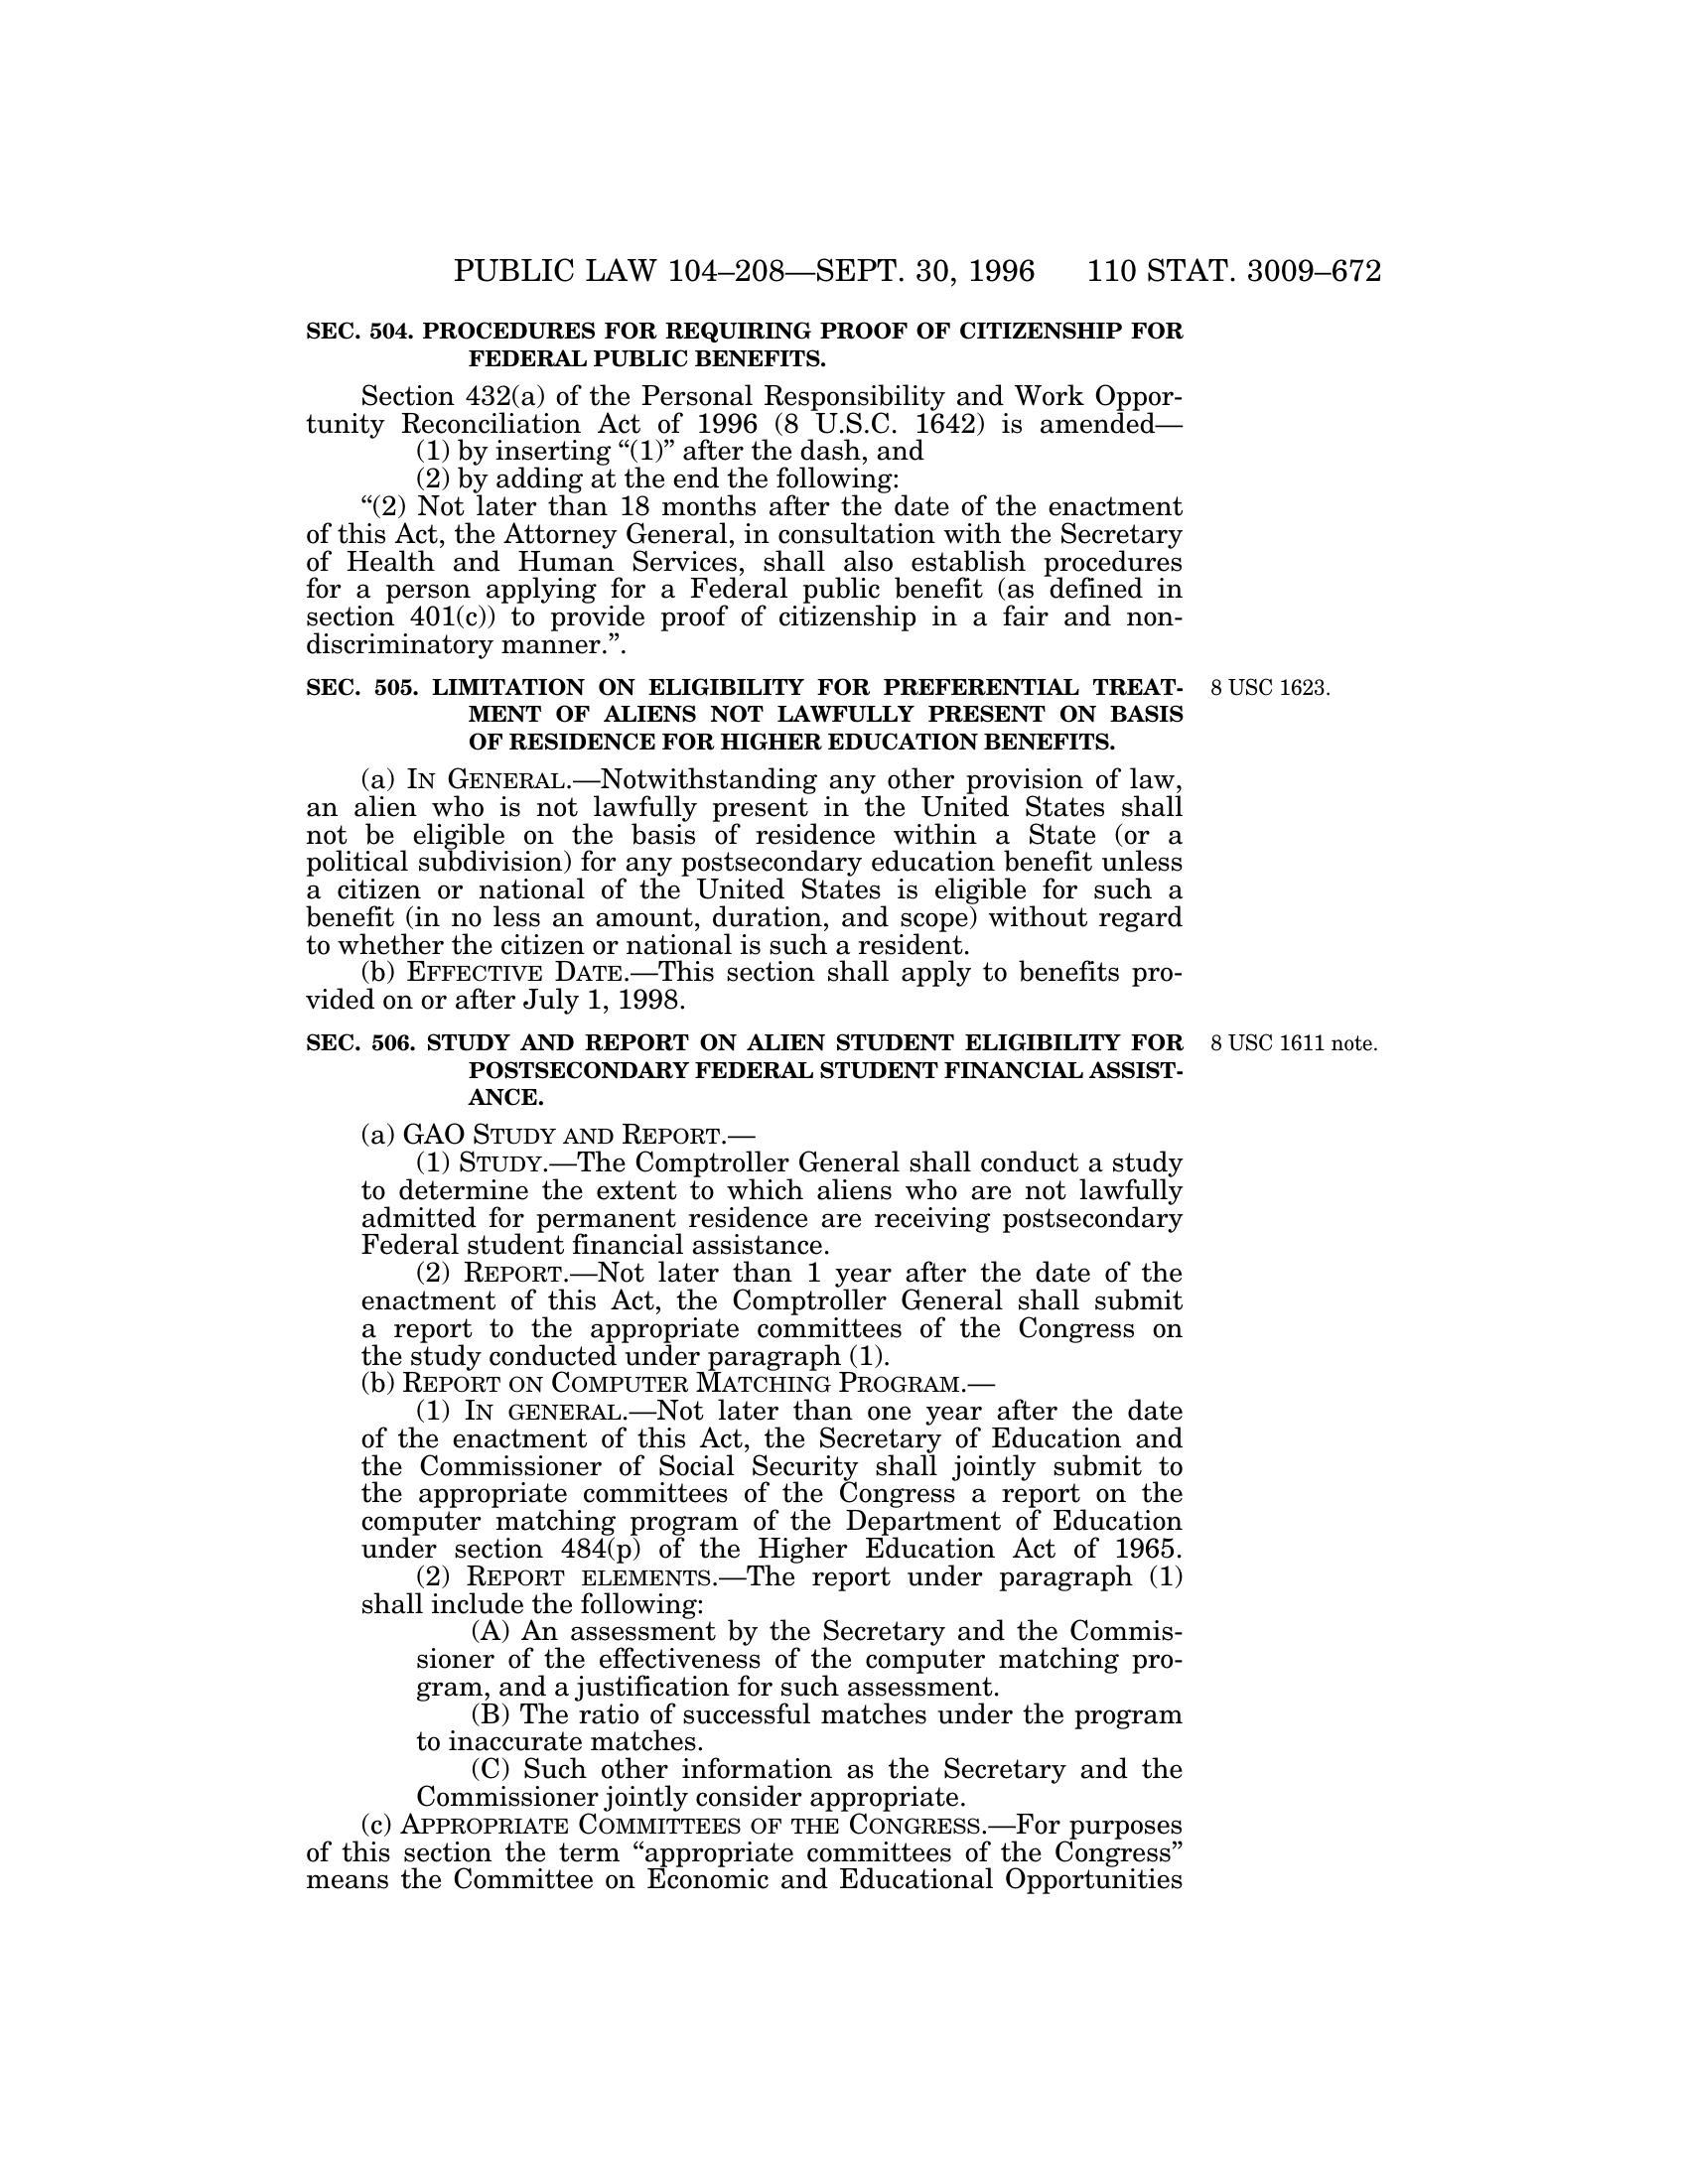 PUBLIC LAW 104–208—SEPT. 30, 1996 110 STAT. 3009–672
SEC. 504. PROCEDURES FOR REQUIRING PROOF OF CITIZENSHIP FOR
FEDERAL PUBLIC BENEFITS.
Section 432(a) of the Personal Responsibility and Work Oppor-
tunity Reconciliation Act of 1996 (8 U.S.C. 1642) is amended—
(1) by inserting “(1)” after the dash, and
(2) by adding at the end the following:
“(2) Not later than 18 months after the date of the enactment
of this Act, the Attorney General, in consultation with the Secretary
of Health and Human Services, shall also establish procedures
for a person applying for a Federal public benefit (as defined in
section 401(c)) to provide proof of citizenship in a fair and non-
discriminatory manner.”.
SEC. 505. LIMITATION ON ELIGIBILITY FOR PREFERENTIAL TREAT- 8 USC 1623.
MENT OF ALIENS NOT LAWFULLY PRESENT ON BASIS
OF RESIDENCE FOR HIGHER EDUCATION BENEFITS.
(a) IN GENERAL.—Notwithstanding any other provision of law,
an alien who is not lawfully present in the United States shall
not be eligible on the basis of residence within a State (or a
political subdivision) for any postsecondary education benefit unless
a citizen or national of the United States is eligible for such a
benefit (in no less an amount, duration, and scope) without regard
to whether the citizen or national is such a resident.
(b) EFFECTIVE DATE.—This section shall apply to benefits pro-
vided on or after July 1, 1998.
SEC. 506. STUDY AND REPORT ON ALIEN STUDENT ELIGIBILITY FOR 8 USC 1611 note.
POSTSECONDARY FEDERAL STUDENT FINANCIAL ASSIST-
ANCE.
(a) GAO STUDY AND REPORT.—
(1) STUDY.—The Comptroller General shall conduct a study
to determine the extent to which aliens who are not lawfully
admitted for permanent residence are receiving postsecondary
Federal student financial assistance.
(2) REPORT.—Not later than 1 year after the date of the
enactment of this Act, the Comptroller General shall submit
a report to the appropriate committees of the Congress on
the study conducted under paragraph (1).
(b) REPORT ON COMPUTER MATCHING PROGRAM.—
(1) IN GENERAL.—Not later than one year after the date
of the enactment of this Act, the Secretary of Education and
the Commissioner of Social Security shall jointly submit to
the appropriate committees of the Congress a report on the
computer matching program of the Department of Education
under section 484(p) of the Higher Education Act of 1965.
(2) REPORT ELEMENTS.—The report under paragraph (1)
shall include the following:
(A) An assessment by the Secretary and the Commis-
sioner of the effectiveness of the computer matching pro-
gram, and a justification for such assessment.
(B) The ratio of successful matches under the program
to inaccurate matches.
(C) Such other information as the Secretary and the
Commissioner jointly consider appropriate.
(c) APPROPRIATE COMMITTEES OF THE CONGRESS.—For purposes
of this section the term “appropriate committees of the Congress”
means the Committee on Economic and Educational Opportunities